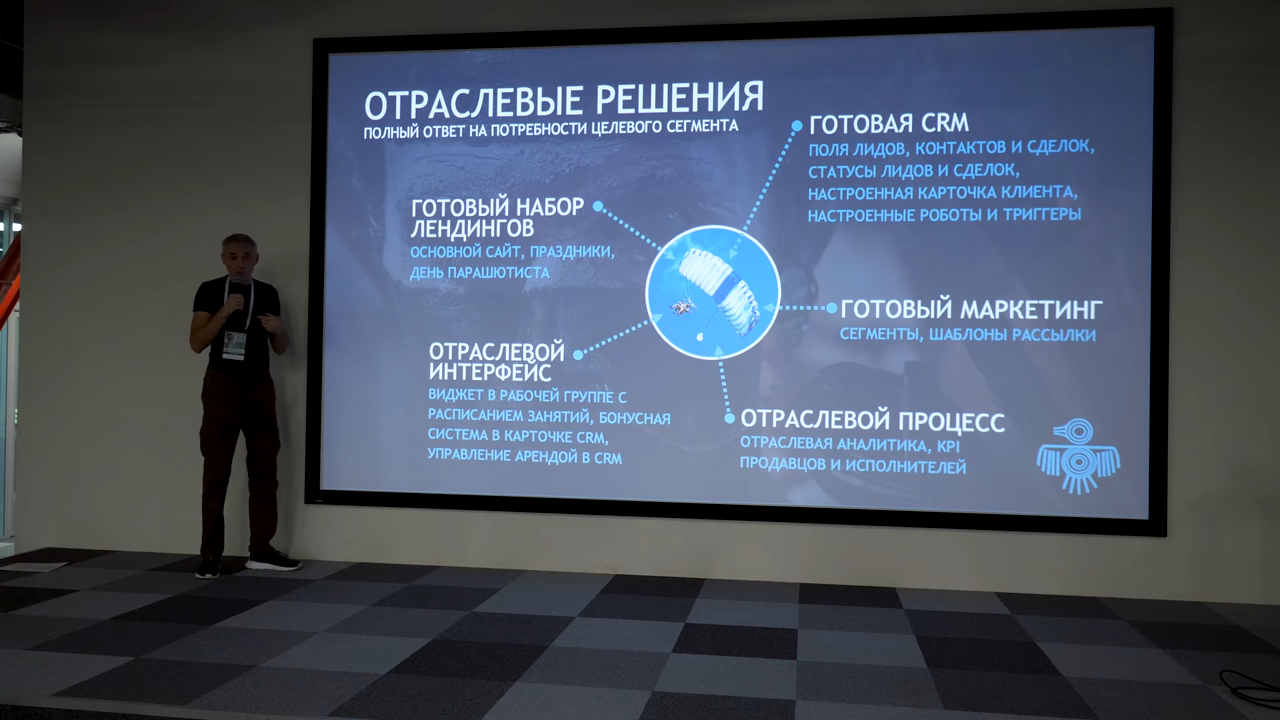 ОТРАСЛЕВЫЕ РЕШЕНИЯ
ПОЛНЫЙ ОТВЕТ НА ПОТРЕБНОСТИ ЦЕЛЕВОГО СЕГМЕНТА
ГОТОВАЯ CRM
ПОЛЯ ЛИДОВ, КОНТАКТОВ И СДЕЛОК,
СТАТУСЫ ЛИДОВ И СДЕЛОК,
НАСТРОЕННАЯ КАРТОЧКА КЛИЕНТА,
НАСТРОЕННЫЕ РОБОТЫ И ТРИГГЕРЫ
ГОТОВЫЙ НАБОР
ЛЕНДИНГОВ
ОСНОВНОЙ САЙТ, ПРАЗДНИКИ,
ДЕНЬ ПАРАШЮТИСТА
ГОТОВЫЙ МАРКЕТИНГ
СЕГМЕНТЫ, ШАБЛОНЫ РАССЫЛКИ
ОТРАСЛЕВОЙ
ИНТЕРФЕЙС
ВИДЖЕТ В РАБОЧЕЙ ГРУППЕ С
РАСПИСАНИЕМ ЗАНЯТИЙ, БОНУСНАЯ
СИСТЕМА В КАРТОЧКЕ CRM,
УПРАВЛЕНИЕ АРЕНДОЙ В CRM
ОТРАСЛЕВОЙ ПРОЦЕСС
ОТРАСЛЕВАЯ АНАЛИТИКА, KPI
ПРОДАВЦОВ И ИСПОЛНИТЕЛЕЙ